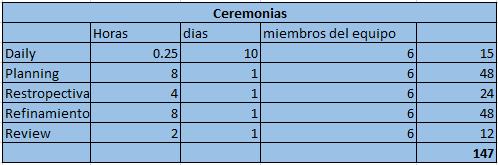 Ceremonias
Horas dias miembros del equipo
Daily 0.25 10 6 15
Planning 8 1 6 48
Restropectiva 4 1 6 24
Refinamiento 8 1 6 48
Review 2 1 6 12
147